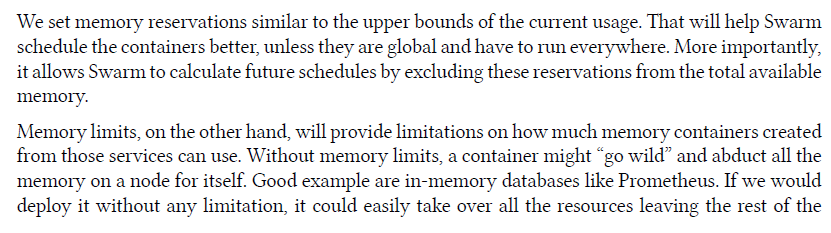 We set memory reservations similar to the upper bounds of the current usage. That will help Swarm
schedule the containers better, unless they are global and have to run everywhere. More importantly,
it allows Swarm to calculate future schedules by excluding these reservations from the total available
memory.
Memory limits, on the other hand, will provide limitations on how much memory containers created
from those services can use. Without memory limits, a container might “go wild” and abduct all the
memory on a node for itself. Good example are in-memory databases like Prometheus. If we would
deploy it without any limitation, it could easily take over all the resources leaving the rest of the